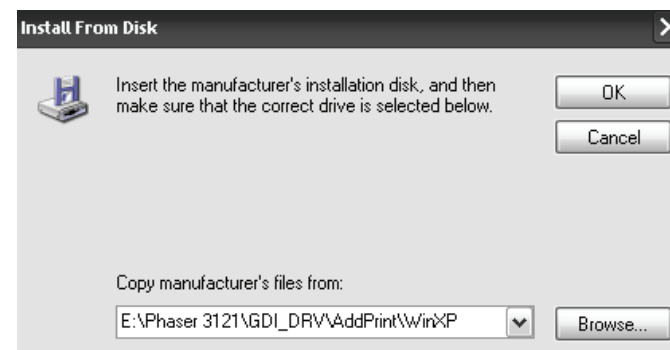 Install From Disk
Insert the manufacturer's installation disk, and then
make sure that the correct drive is selected below.
OK
Cancel
Copy manufacturer's files from:
E:\Phaser 3121\GDI_DRV\AddPrint\WinXP
Browse...